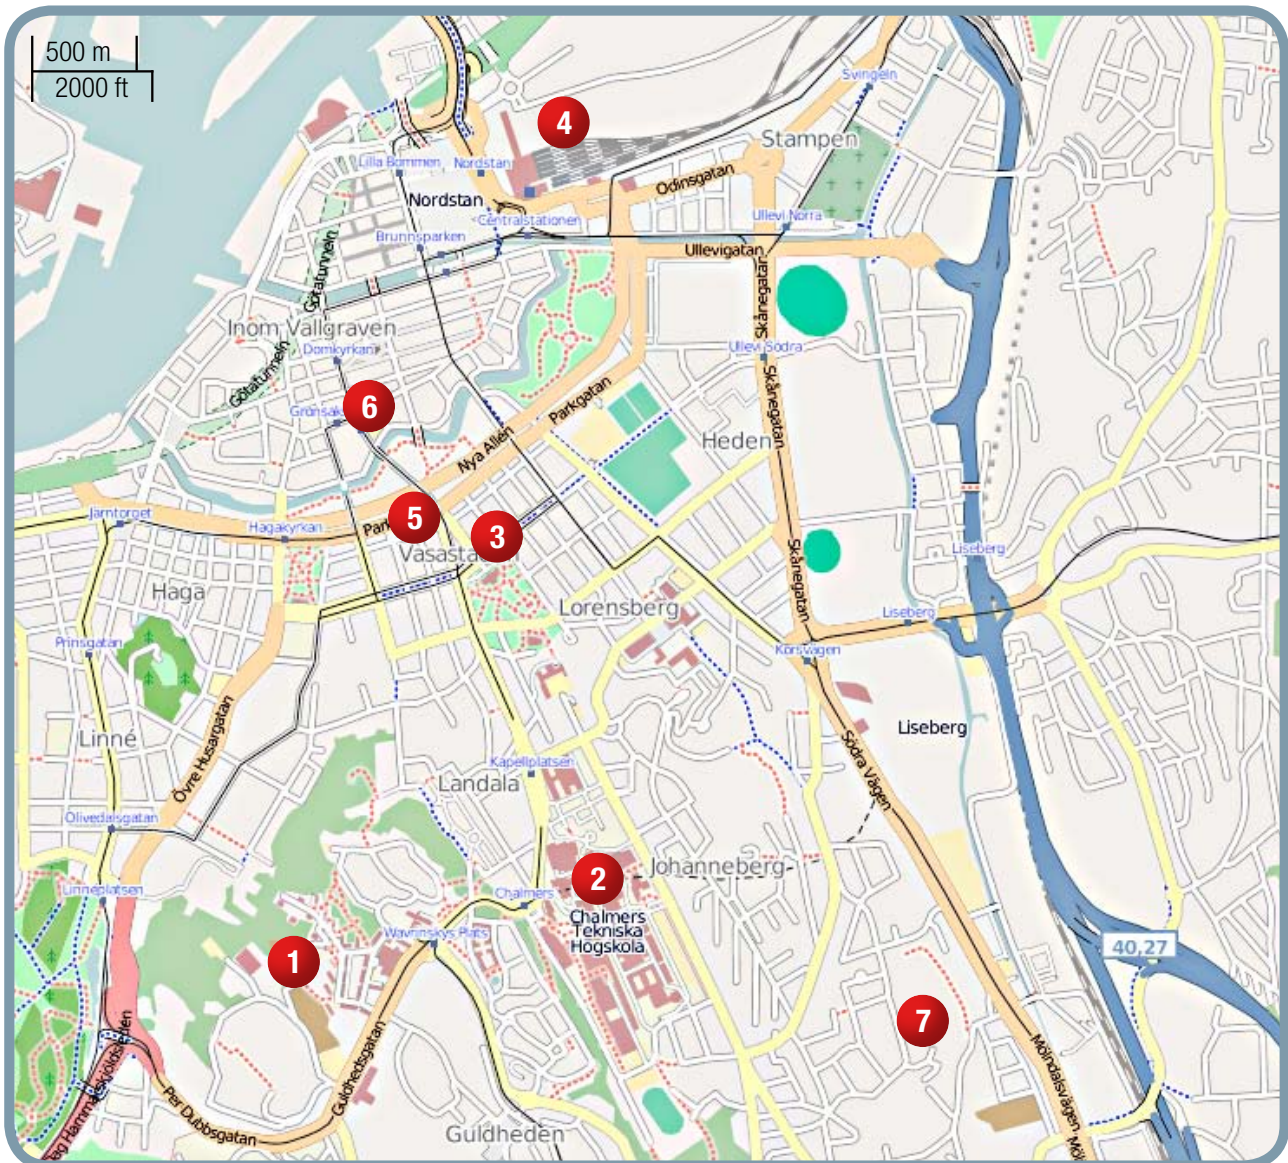 500 m
2000 ft
Svingeln
4
Stampen
Lilla Bommen
Nordstan
Odinsgatan
Nordstan
Centralstationen
Ullevi Norra
Brunnsparken
Ullevigatan
Götatunneln
Skånegatan
Inom Vallgraven
Domkyrkan
Ullevi Södra
Götatunneln
Skånegatan
Parkgatan
6
Heden
Nya Allén
Järntorget
Hagakyrkan
5
3
Skånegatan
Liseberg
Haga
Lorensberg
Liseberg
Prinsgatan
Korsvägen
Övre Husargatan
Liseberg
Linné
Södra Vägen
Kapellplatsen
Landala
Olivedalsgatan
Johanneberg
2
Linneplatsen
Chalmers
Chalmers
Tekniska
Högskola
Wavrinskys Plats
40,27
1
7
Guldhedsgatan
Mölndalsvägen
Per Dubbsgatan
Guldheden